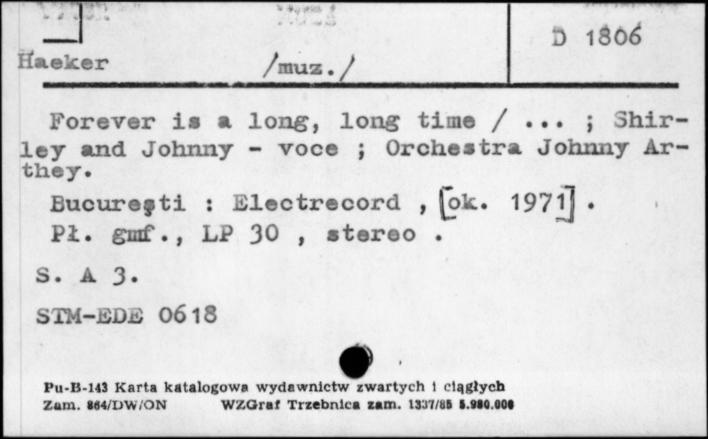 D 1806
Haeker /muz./
Forever is a long, long time / ... ; Shir-
ley and Johnny - voce ; Orchestra Johnny Ar-
they.
Bucureşti : Electrecord , [ok. 1971] .
Pł. gmf., LP 30 , stereo .
S. A 3.
STM-EDE 0618
Pu-B-143 Karta katalogowa wydawnictw zwartych i ciągłych
Zam. 864/DW/ON WZGraf Trzebnica zam. 1337/85 5.980.000